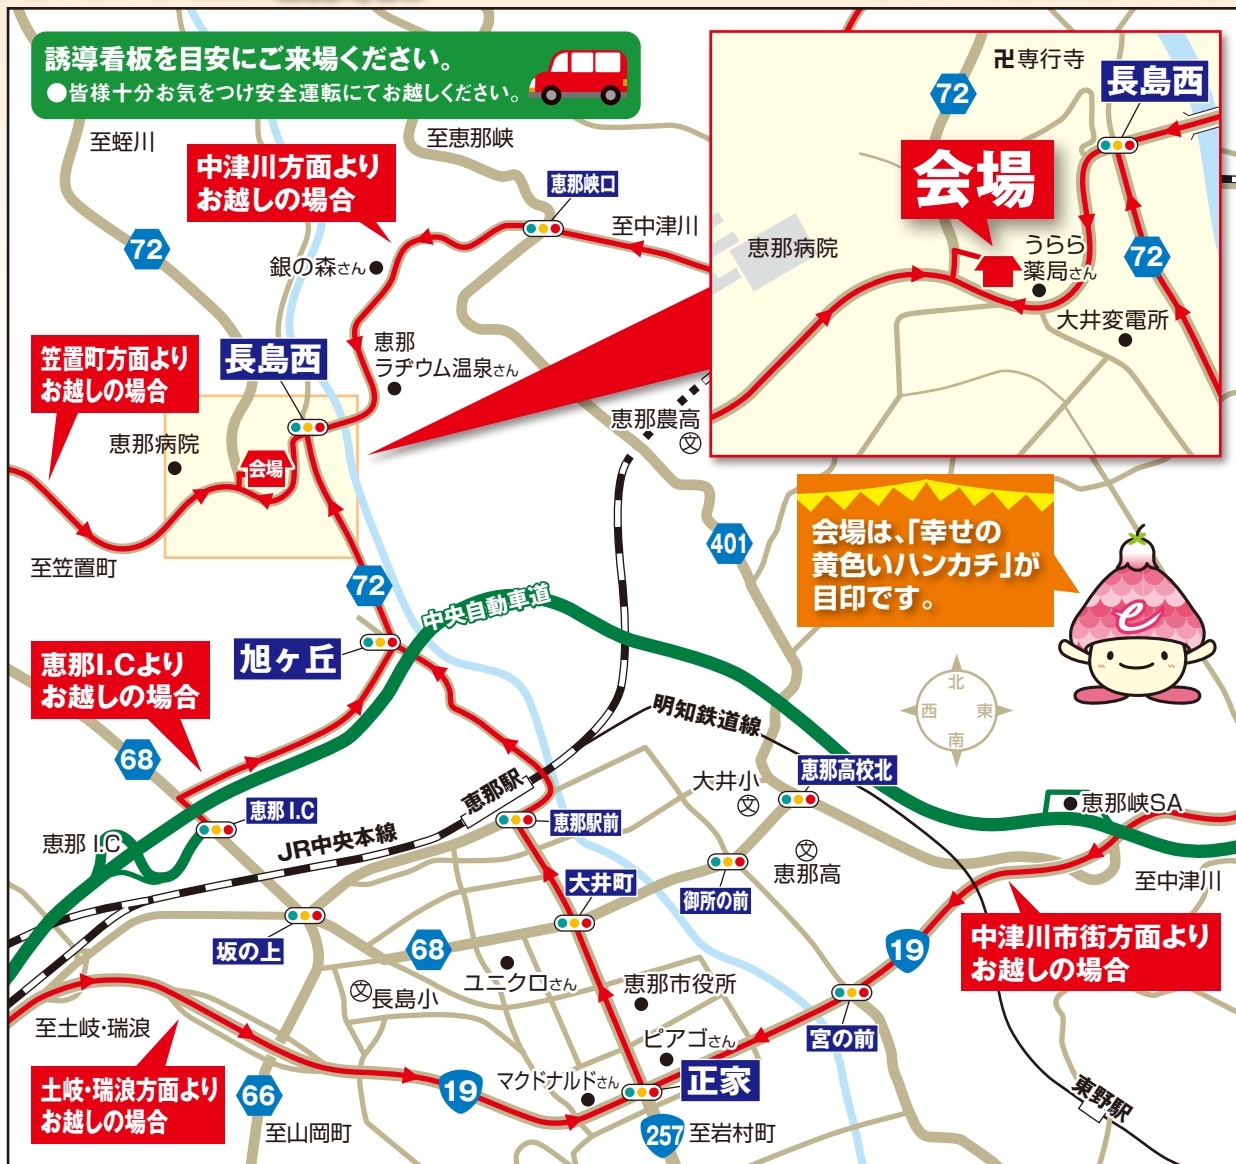 誘導看板を目安にご来場ください。
●皆様十分お気をつけ安全運転にてお越しください。
至蛭川
至恵那峡
中津川方面より
お越しの場合
恵那峡口
至中津川
72
銀の森さん
恵那
ラヂウム温泉さん
笠置町方面より
お越しの場合
長島西
恵那病院
会場
至笠置町
恵那農高
文
卍専行寺
72
長島西
会場
恵那病院
うらら
薬局さん
72
大井変電所
401
会場は、「幸せの
黄色いハンカチ」が
目印です。
e
72
中央自動車道
旭ヶ丘
恵那I.Cより
お越しの場合
北
西
東
南
明知鉄道線
68
恵那駅
大井小
文
恵那高校北
恵那I.C
恵那 I.C
JR中央本線
恵那駅前
恵那峡SA
文
恵那高
至中津川
大井町
御所の前
坂の上
68
ユニクロさん
19
中津川市街方面より
お越しの場合
文
長島小
恵那市役所
至土岐・瑞浪
ピアゴさん
宮の前
土岐・瑞浪方面より
お越しの場合
66
19
マクドナルドさん
正家
東野駅
至山岡町
257
至岩村町